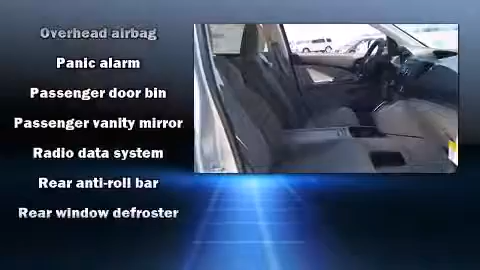 Overhead airbag
Panic alarm
Passenger door bin
Passenger vanity mirror
Radio data system
Rear anti-roll bar
Rear window defroster